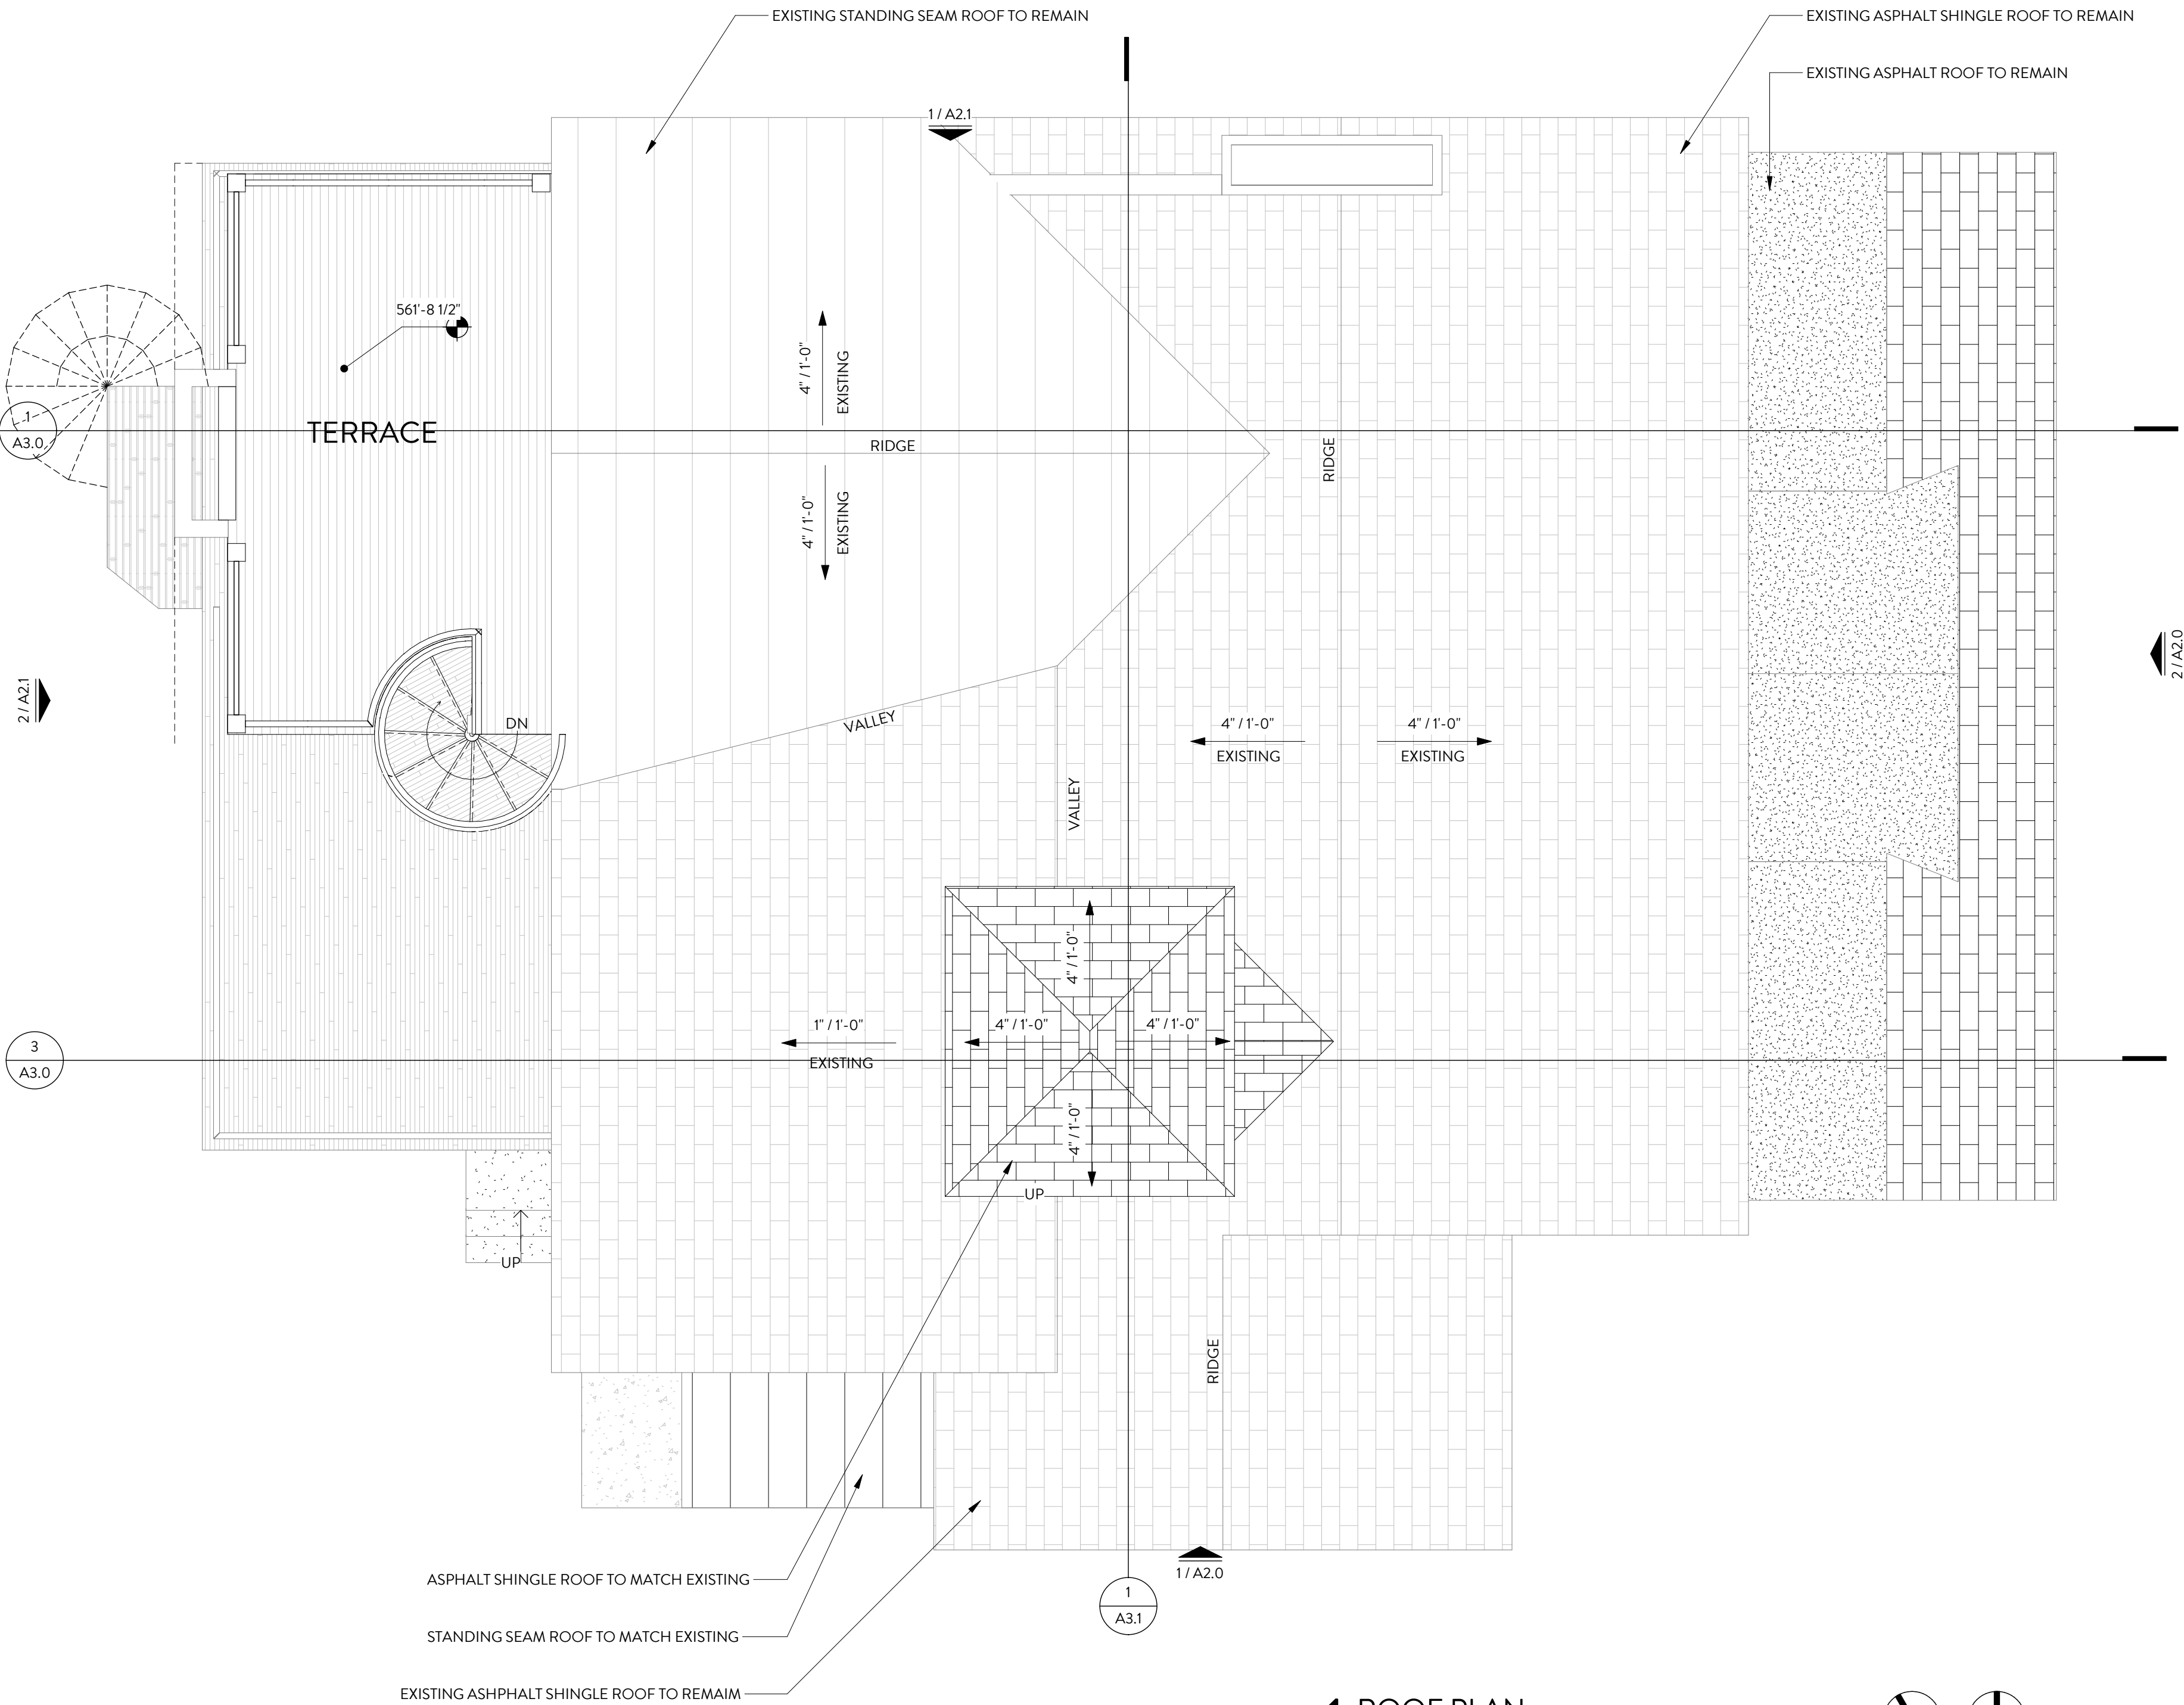 EXISTING STANDING SEAM ROOF TO REMAIN
EXISTING ASPHALT SHINGLE ROOF TO REMAIN
EXISTING ASPHALT ROOF TO REMAIN
1 / A2.1
561'-8 1/2"
4" / 1'-0"
EXISTING
1
A3.0
TERRACE
RIDGE
RIDGE
4" / 1'-0"
EXISTING
2 / A2.1
2 / A2.0
DN
VALLEY
VALLEY
4" / 1'-0"
EXISTING
4" / 1'-0"
EXISTING
4" / 1'-0"
1" / 1'-0"
EXISTING
4" / 1'-0"
4" / 1'-0"
3
A3.0
4" / 1'-0"
UP
UP
RIDGE
ASPHALT SHINGLE ROOF TO MATCH EXISTING
1 / A2.0
1
A3.1
STANDING SEAM ROOF TO MATCH EXISTING
EXISTING ASHPHALT SHINGLE ROOF TO REMAIM
1 ROOF PLAN